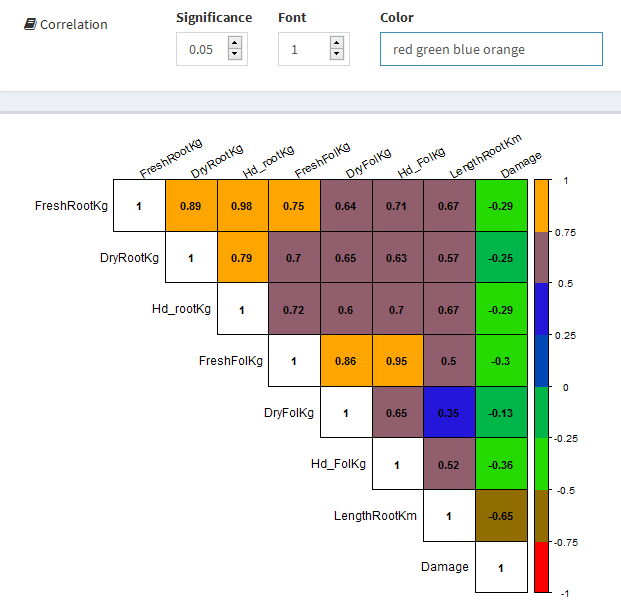 Correlation
Significance Font Color
0.05 1 red green blue orange
FreshRootKg DryRootKg Hd_rootKg FreshFolKg DryFolKg Hd_FolKg LengthRootKm Damage
1
FreshRootKg 1 0.89 0.98 0.75 0.64 0.71 0.67 -0.29
0.75
DryRootKg 1 0.79 0.7 0.65 0.63 0.57 -0.25
0.5
Hd_rootKg 1 0.72 0.6 0.7 0.67 -0.29
0.25
FreshFolKg 1 0.86 0.95 0.5 -0.3
0
DryFolKg 1 0.65 0.35 -0.13
-0.25
Hd_FolKg 1 0.52 -0.36
-0.5
LengthRootKm 1 -0.65
-0.75
Damage 1
-1